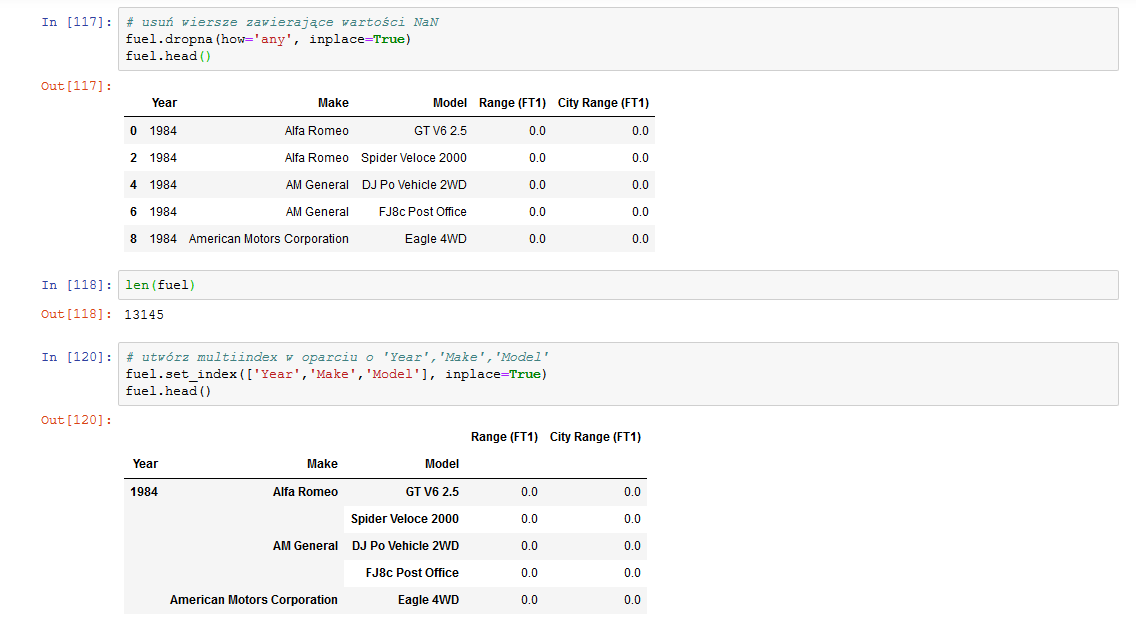 In [117]: # usuń wiersze zawierające wartości NaN
fuel.dropna(how='any', inplace=True)
fuel.head()
Out[117]:
Year Make Model Range (FT1) City Range (FT1)
0 1984 Alfa Romeo GT V6 2.5 0.0 0.0
2 1984 Alfa Romeo Spider Veloce 2000 0.0 0.0
4 1984 AM General DJ Po Vehicle 2WD 0.0 0.0
6 1984 AM General FJ8c Post Office 0.0 0.0
8 1984 American Motors Corporation Eagle 4WD 0.0 0.0
In [118]: len(fuel)
Out[118]: 13145
In [120]: # utwórz multiindex w oparciu o 'Year','Make','Model'
fuel.set_index(['Year','Make','Model'], inplace=True)
fuel.head()
Out[120]:
Range (FT1) City Range (FT1)
Year Make Model
1984 Alfa Romeo GT V6 2.5 0.0 0.0
Spider Veloce 2000 0.0 0.0
AM General DJ Po Vehicle 2WD 0.0 0.0
FJ8c Post Office 0.0 0.0
American Motors Corporation Eagle 4WD 0.0 0.0